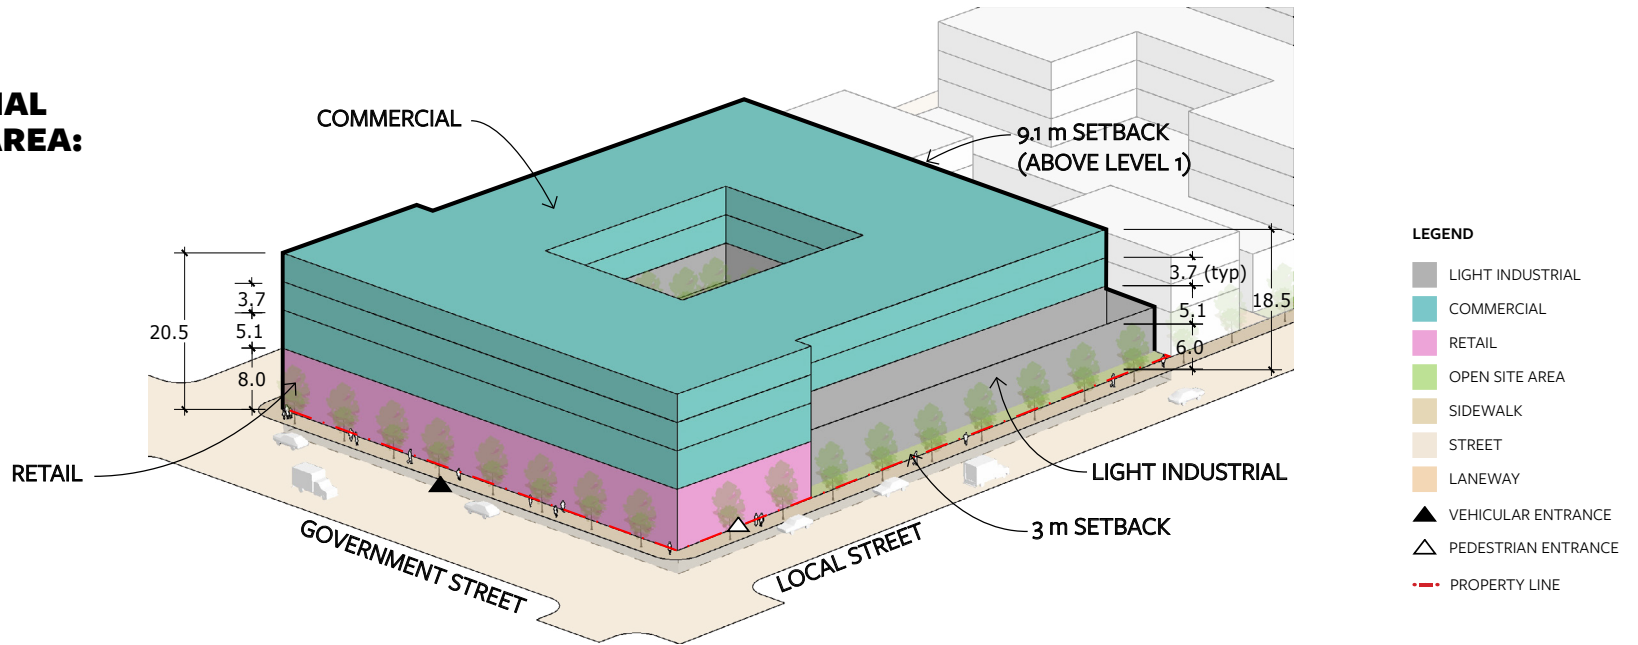 IAL
AREA:
COMMERCIAL
9.1 m SETBACK
(ABOVE LEVEL 1)
3.7 (typ)
5.1
18.5
6.0
3.7
20.5
5.1
8.0
RETAIL
LIGHT INDUSTRIAL
3 m SETBACK
GOVERNMENT STREET
LOCAL STREET
LEGEND
LIGHT INDUSTRIAL
COMMERCIAL
RETAIL
OPEN SITE AREA
SIDEWALK
STREET
LANEWAY
VEHICULAR ENTRANCE
PEDESTRIAN ENTRANCE
PROPERTY LINE